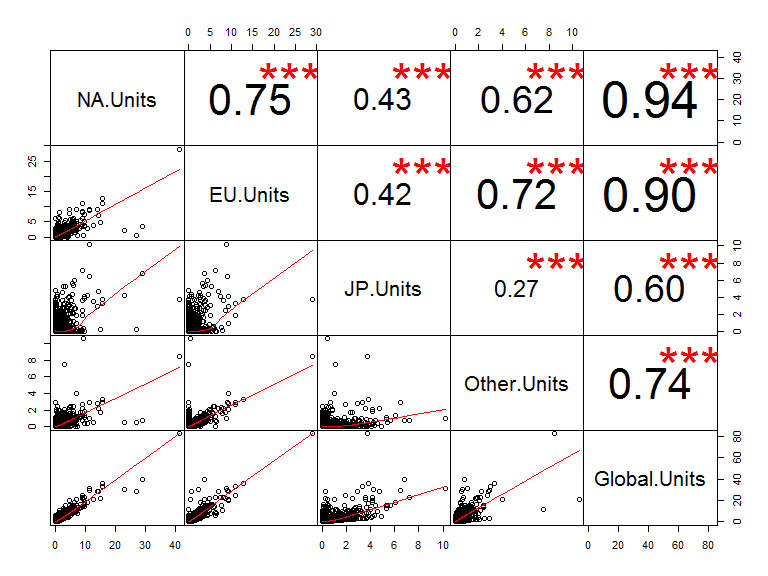 0 5 10 15 20 25 30 0 2 4 6 8 10
NA.Units 0.75 *** 0.43 *** 0.62 *** 0.94 *** 0 10 20 30 40
0 5 15 25 EU.Units 0.42 *** 0.72 *** 0.90 ***
JP.Units 0.27 *** 0.60 *** 0 2 4 6 8 10
0 2 4 6 8 Other.Units 0.74 ***
Global.Units 0 20 40 60 80
0 10 20 30 40 0 2 4 6 8 10 0 20 40 60 80